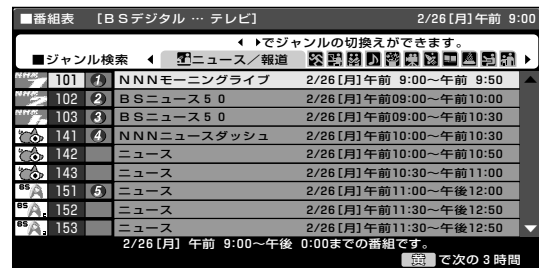 ■番組表 [BSデジタル … テレビ] 2/26[月]午前 9:00
◀ ▶でジャンルの切換えができます。
■ジャンル検索 ◀ ニュース／報道 ▶
101 1 NNNモーニングライブ 2/26[月]午前 9:00〜午前 9:50
102 2 BSニュース50 2/26[月]午前09:00〜午前10:00
103 3 BSニュース50 2/26[月]午前09:00〜午前10:00
141 4 NNNニュースダッシュ 2/26[月]午前10:00〜午前10:30
142 ニュース 2/26[月]午前10:00〜午前10:50
143 ニュース 2/26[月]午前10:30〜午前11:00
BS A 151 5 ニュース 2/26[月]午前11:00〜午後12:00
BS A 152 ニュース 2/26[月]午前11:30〜午後12:50
BS A 153 ニュース 2/26[月]午前11:30〜午後12:50
2/26[月] 午前 9:00〜午後 0:00までの番組です。
黄 で次の3時間